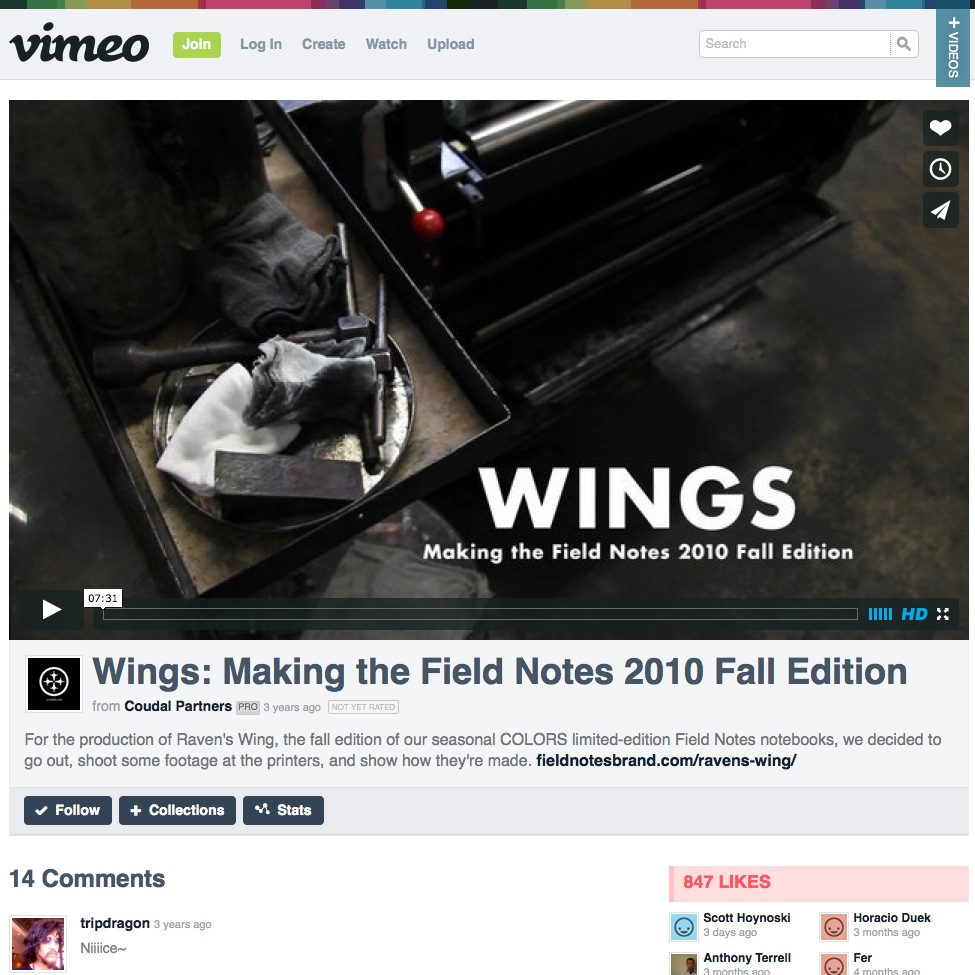 vimeo Join Log In Create Watch Upload Search + VIDEOS
WINGS
Making the Field Notes 2010 Fall Edition
07:31
HD
Wings: Making the Field Notes 2010 Fall Edition
from Coudal Partners PRO 3 years ago NOT YET RATED
For the production of Raven's Wing, the fall edition of our seasonal COLORS limited-edition Field Notes notebooks, we decided to
go out, shoot some footage at the printers, and show how they're made. fieldnotesbrand.com/ravens-wing/
Follow + Collections Stats
14 Comments
tripdragon 3 years ago
Niiiice~
847 LIKES
Scott Hoynoski
3 days ago
Horacio Duek
3 months ago
Anthony Terrell
3 months ago
Fer
4 months ago